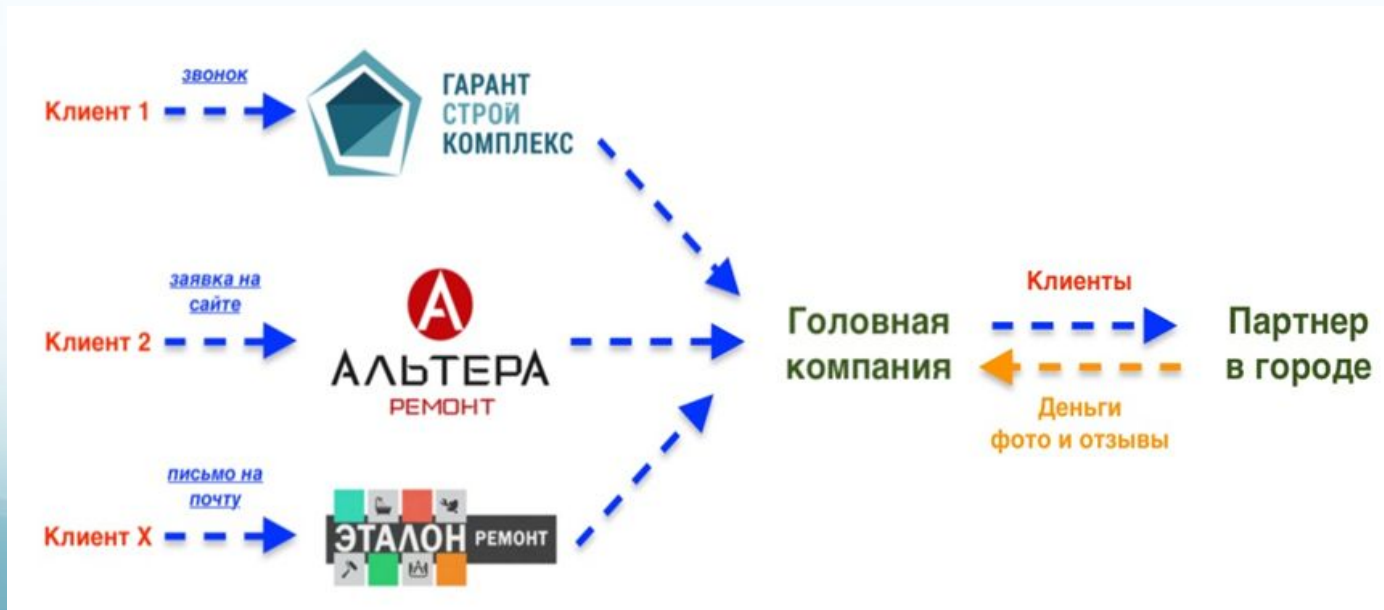 звонок
Клиент 1
ГАРАНТ
СТРОЙ
КОМПЛЕКС
заявка на
сайте
Клиент 2
А
АЛЬТЕРА
РЕМОНТ
письмо на
почту
Клиент X
ЭТАЛОН РЕМОНТ
Головная
компания
Клиенты
Деньги
фото и отзывы
Партнер
в городе